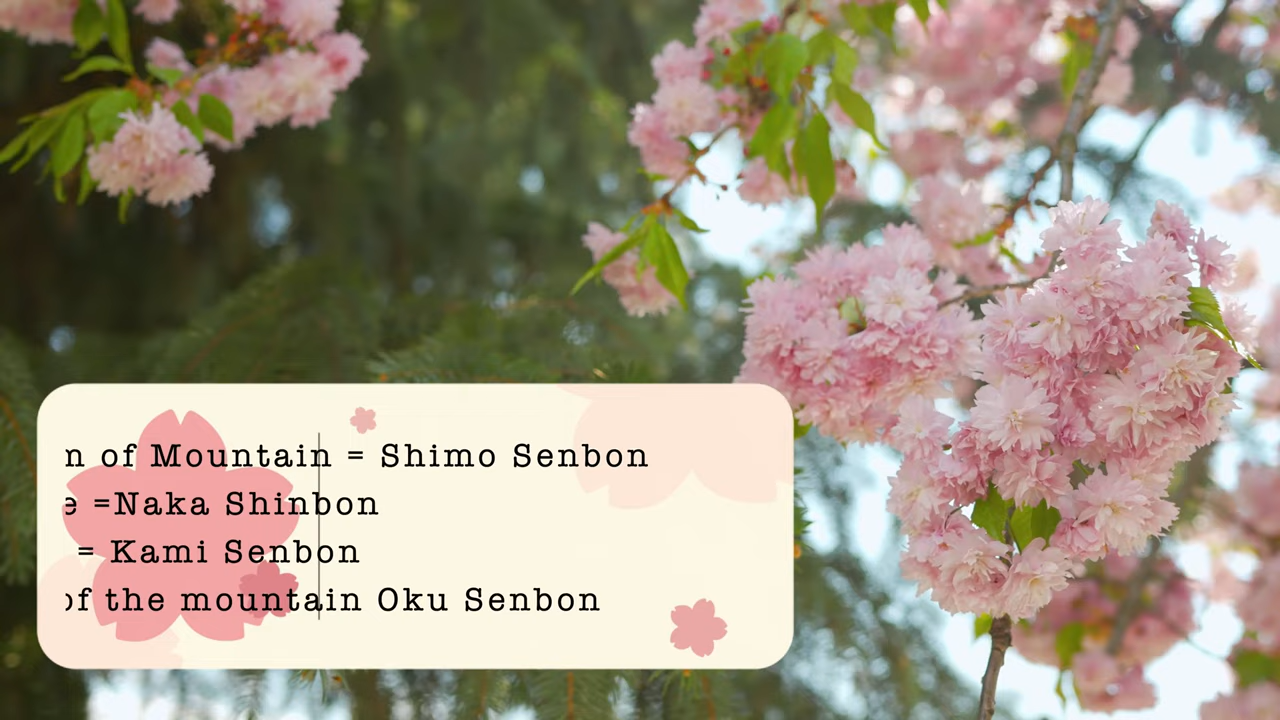 of Mountain = Shimo Senbon
=Naka Shinbon
= Kami Senbon
the mountain Oku Senbon